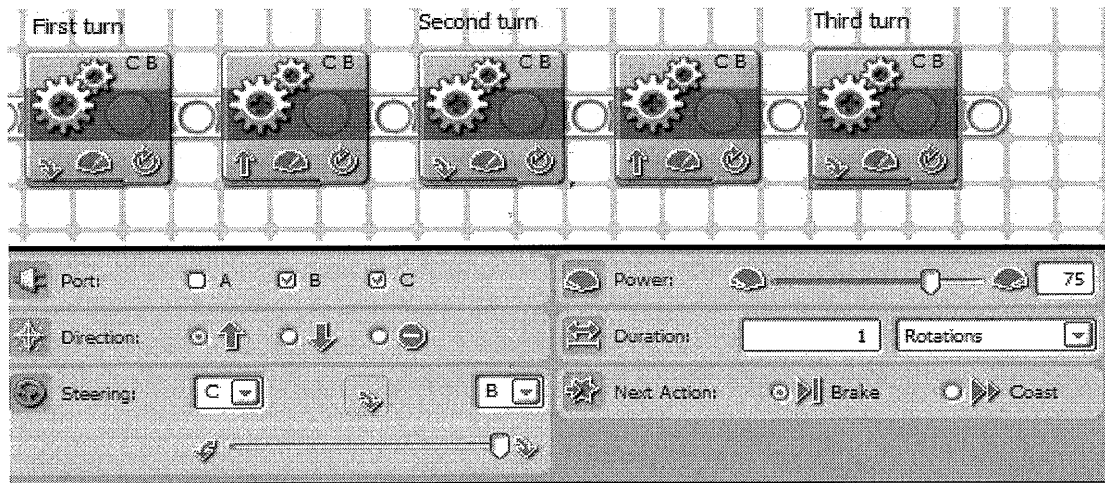 First turn Second turn Third turn
C B C B C B C B C B
Port: A B C Power: 75
Direction: Duration: 1 Rotations
Steering: C B Next Action: Brake Coast